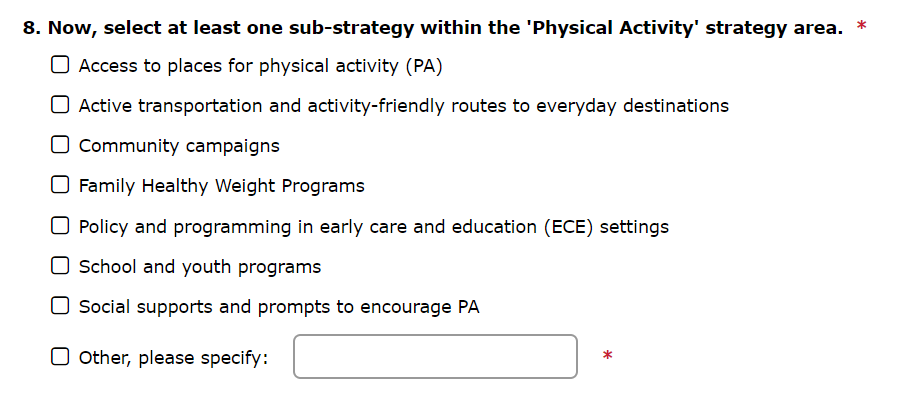 8. Now, select at least one sub-strategy within the 'Physical Activity' strategy area. *
Access to places for physical activity (PA)
Active transportation and activity-friendly routes to everyday destinations
Community campaigns
Family Healthy Weight Programs
Policy and programming in early care and education (ECE) settings
School and youth programs
Social supports and prompts to encourage PA
Other, please specify: *